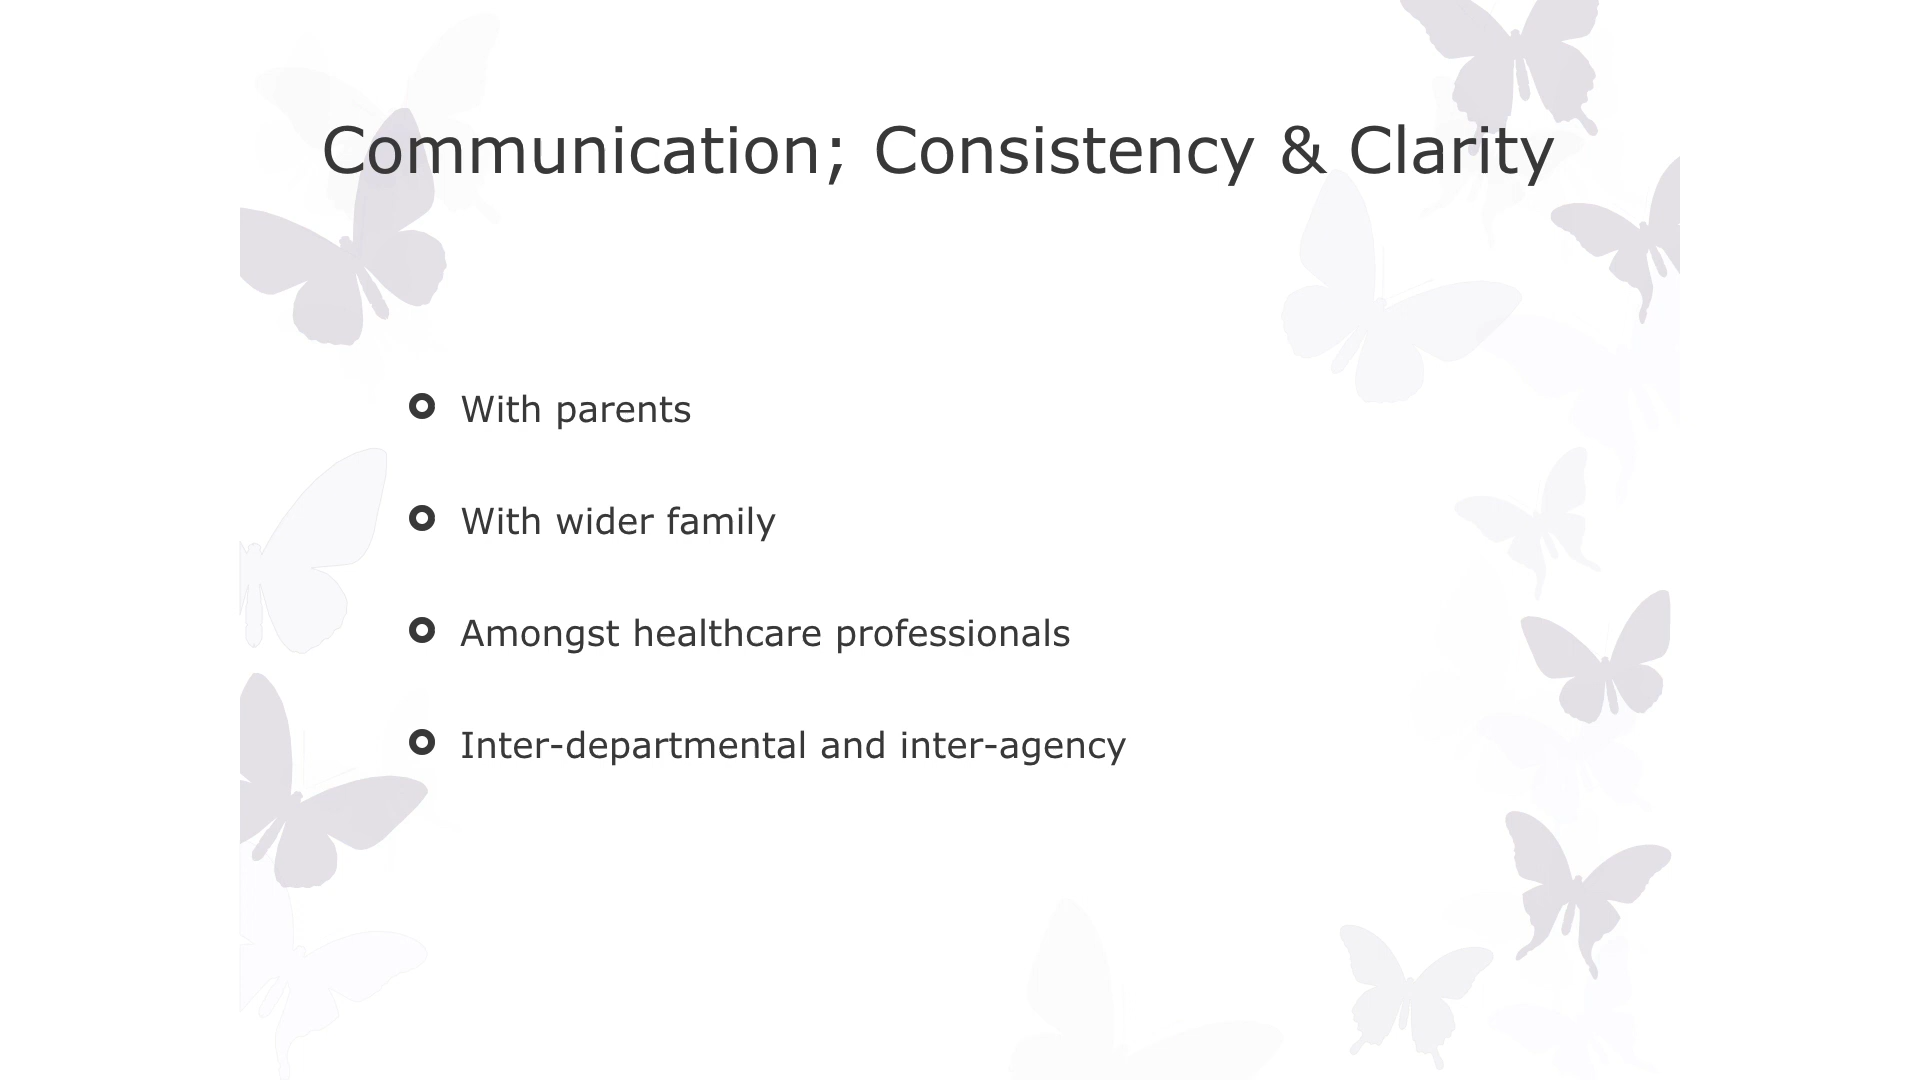 Communication; Consistency & Clarity
With parents
With wider family
Amongst healthcare professionals
Inter-departmental and inter-agency